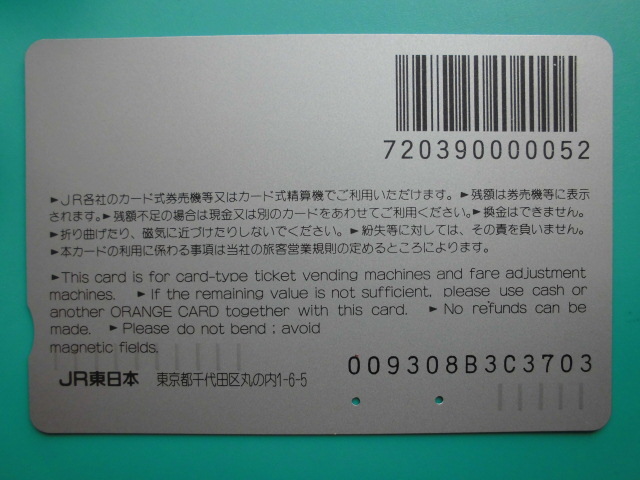 720390000052
►JR各社のカード式券売機等又はカード式精算機でご利用いただけます。►残額は券売機等に表示
されます。►残額不足の場合は現金又は別のカードをあわせてご利用ください。►換金はできません。
►折り曲げたり、磁気に近づけたりしないでください。►紛失等に対しては、その責を負いません。
►本カードの利用に係わる事項は当社の旅客営業規則の定めるところによります。
►This card is for card-type ticket vending machines and fare adjustment
machines. ►If the remaining value is not sufficient, please use cash or
another ORANGE CARD together with this card. ►No refunds can be
made. ►Please do not bend; avoid
magnetic fields.
009308B3C3703
JR東日本 東京都千代田区丸の内1-6-5